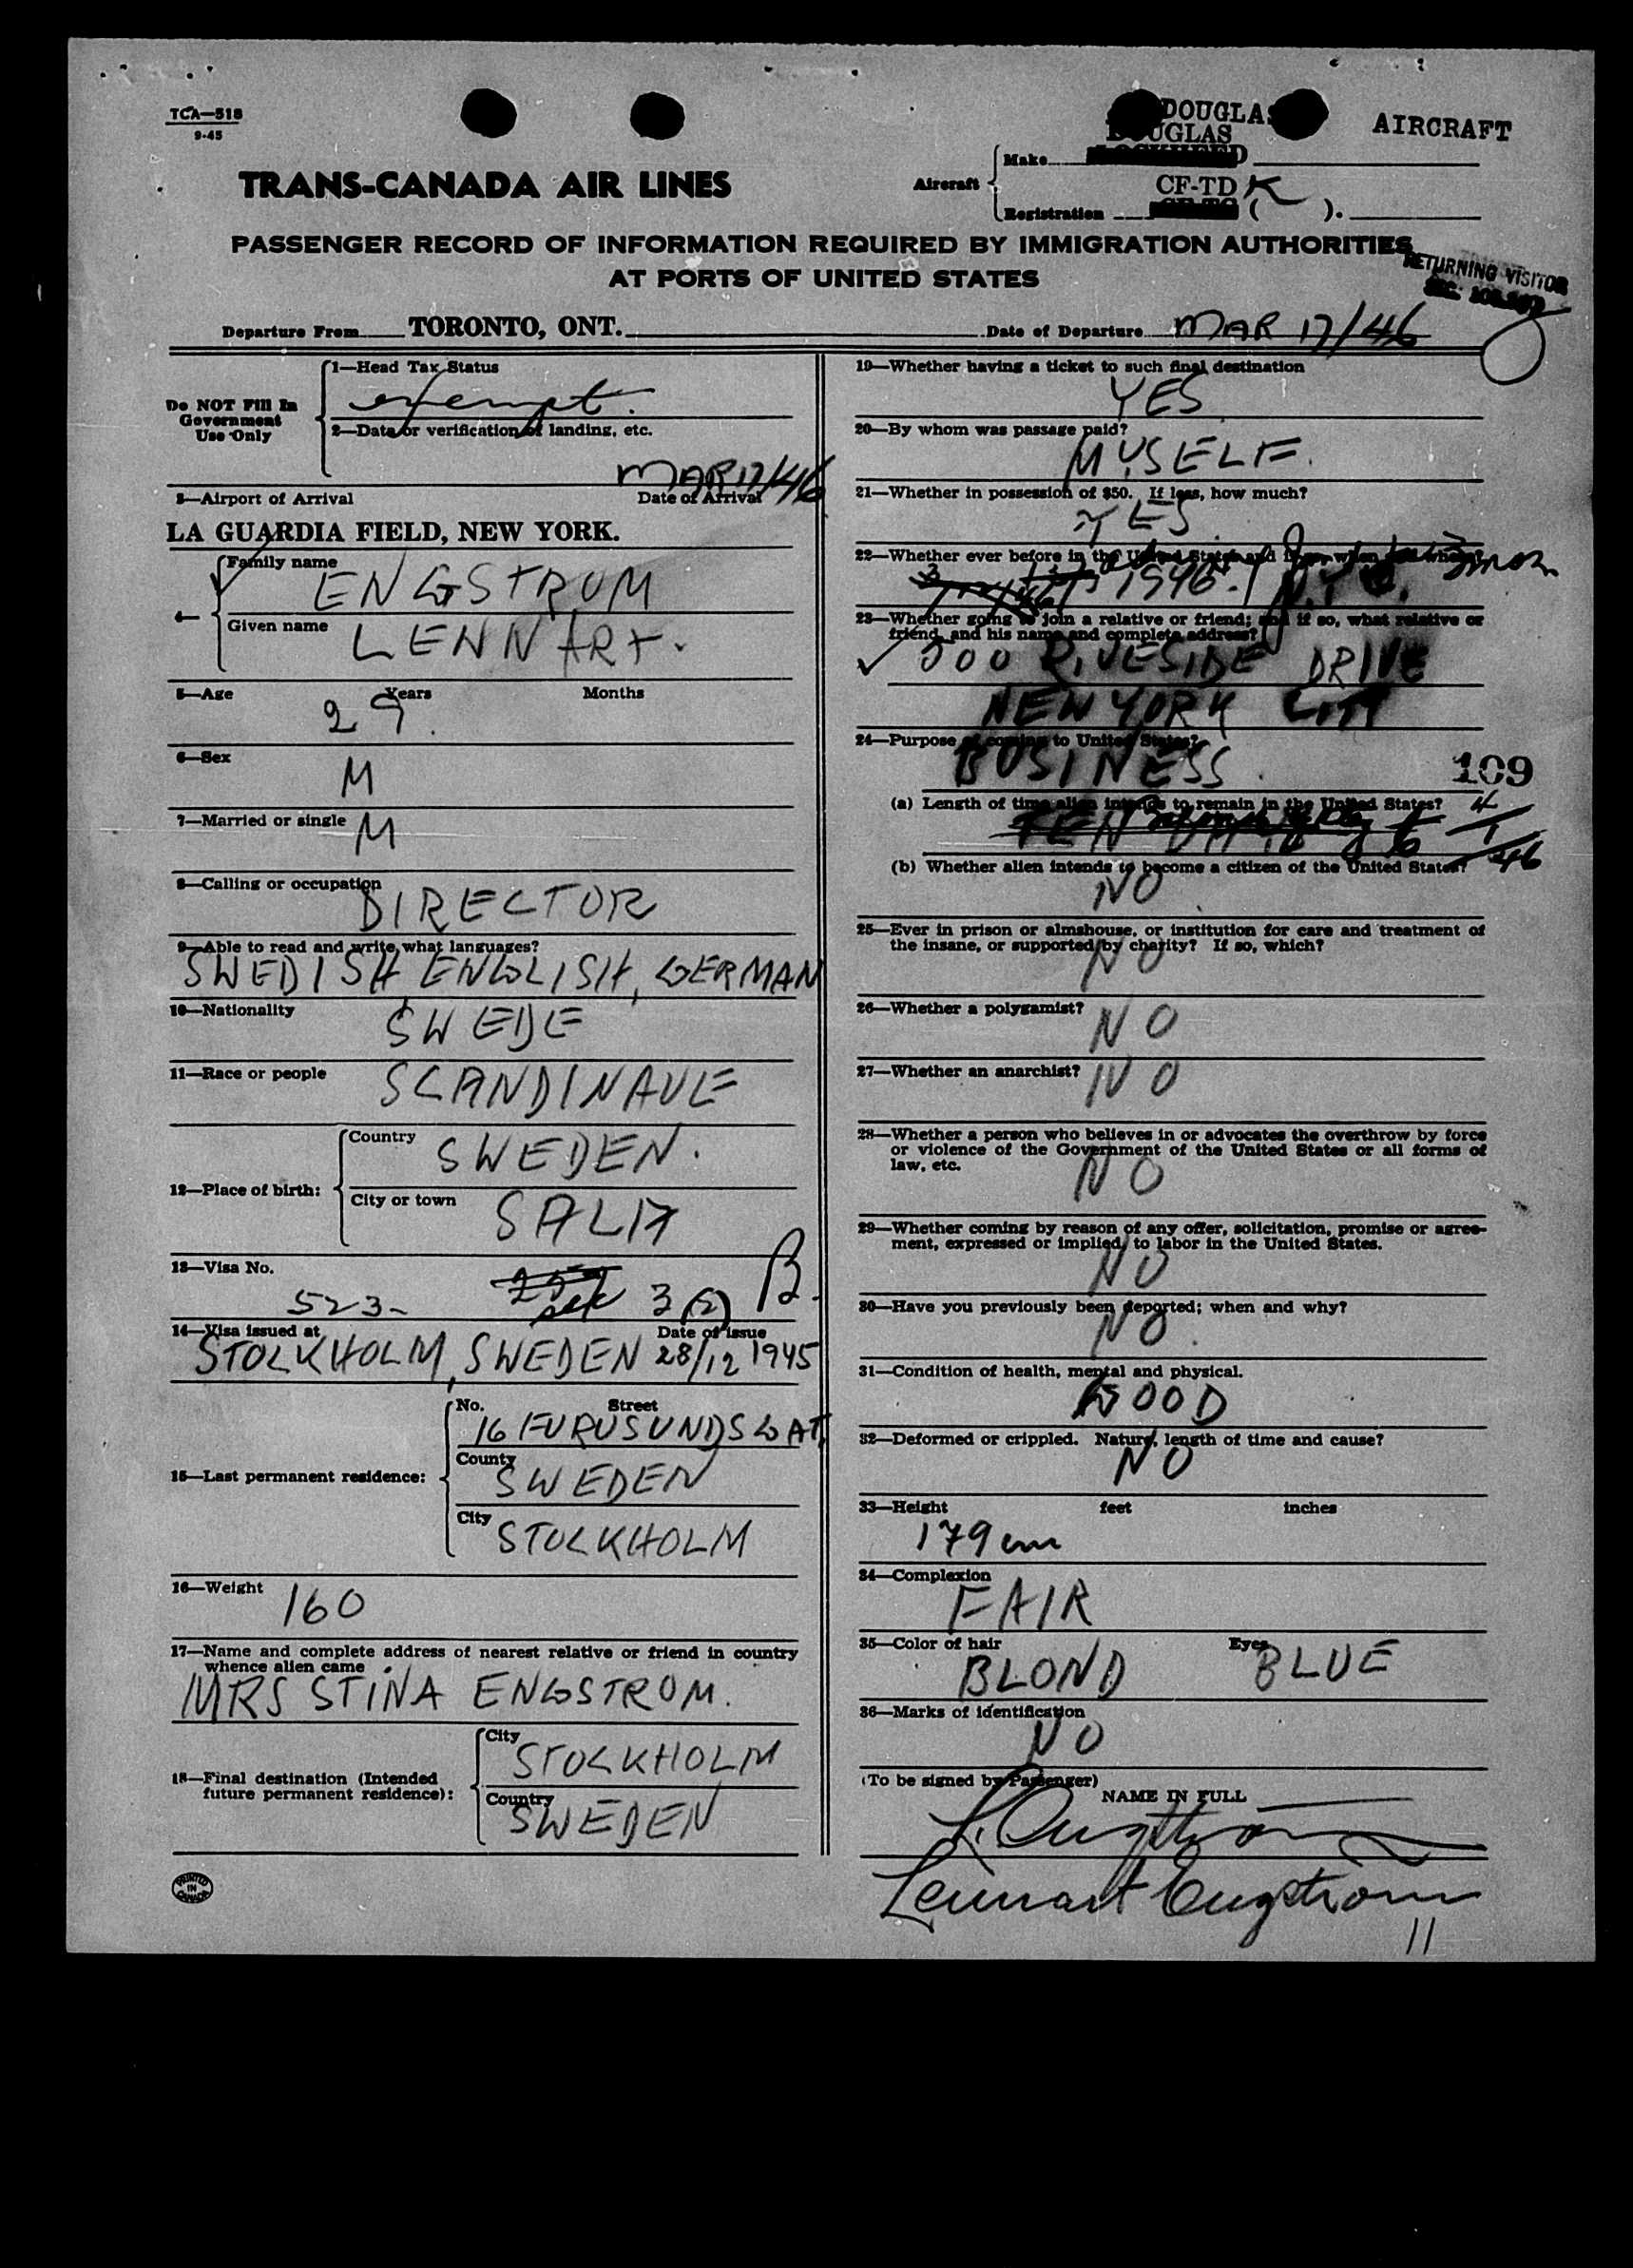 TCA—518
9-45
DOUGLAS
DOUGLAS
AIRCRAFT
TRANS-CANADA AIR LINES
Aircraft
Make
CF-TD K
Registration ( ).
PASSENGER RECORD OF INFORMATION REQUIRED BY IMMIGRATION AUTHORITIES
AT PORTS OF UNITED STATES
RETURNING VISITOR
Departure From TORONTO, ONT. Date of Departure MAR 17/46
Do NOT Fill In
Government
Use Only
1—Head Tax Status
exempt.
2—Date or verification of landing, etc.
MAR 17/46
3—Airport of Arrival Date of Arrival
LA GUARDIA FIELD, NEW YORK.
4—
Family name
ENGSTROM
Given name
LENNART.
5—Age Years Months
29.
6—Sex
M
7—Married or single
M
8—Calling or occupation
DIRECTOR
9—Able to read and write what languages?
SWEDISH ENGLISH, GERMAN
10—Nationality
SWEDE
11—Race or people
SCANDINAVE
12—Place of birth:
Country
SWEDEN.
City or town
SALA
13—Visa No.
523- 3(2) B.
14—Visa issued at Date of issue
STOCKHOLM, SWEDEN 28/12 1945
15—Last permanent residence:
No. Street
16 FURUSUNDSGAT.
County
SWEDEN
City
STOCKHOLM
16—Weight
160
17—Name and complete address of nearest relative or friend in country
whence alien came
MRS STINA ENGSTROM.
18—Final destination (Intended
future permanent residence):
City
STOCKHOLM
Country
SWEDEN
PRINTED
IN
CANADA
19—Whether having a ticket to such final destination
YES
20—By whom was passage paid?
MYSELF.
21—Whether in possession of $50. If less, how much?
YES.
22—Whether ever before in the United States and if so, when and where?
1946. N.Y.C.
23—Whether going to join a relative or friend; and if so, what relative or
friend, and his name and complete address?
RIVESIDE DRIVE
NEW YORK CITY
24—Purpose of coming to United States?
BUSINESS.
109
(a) Length of time alien intends to remain in the United States?
TEN DAYS 4/1/46
(b) Whether alien intends to become a citizen of the United States?
NO
25—Ever in prison or almshouse, or institution for care and treatment of
the insane, or supported by charity? If so, which?
NO
26—Whether a polygamist?
NO
27—Whether an anarchist?
NO
28—Whether a person who believes in or advocates the overthrow by force
or violence of the Government of the United States or all forms of
law, etc.
NO
29—Whether coming by reason of any offer, solicitation, promise or agree-
ment, expressed or implied, to labor in the United States.
NO
30—Have you previously been deported; when and why?
NO
31—Condition of health, mental and physical.
GOOD
32—Deformed or crippled. Nature, length of time and cause?
NO
33—Height feet inches
179 cm
34—Complexion
FAIR
35—Color of hair Eyes
BLOND BLUE
36—Marks of identification
NO
(To be signed by Passenger)
NAME IN FULL
L. Engstrom
Lennart Engstrom
11